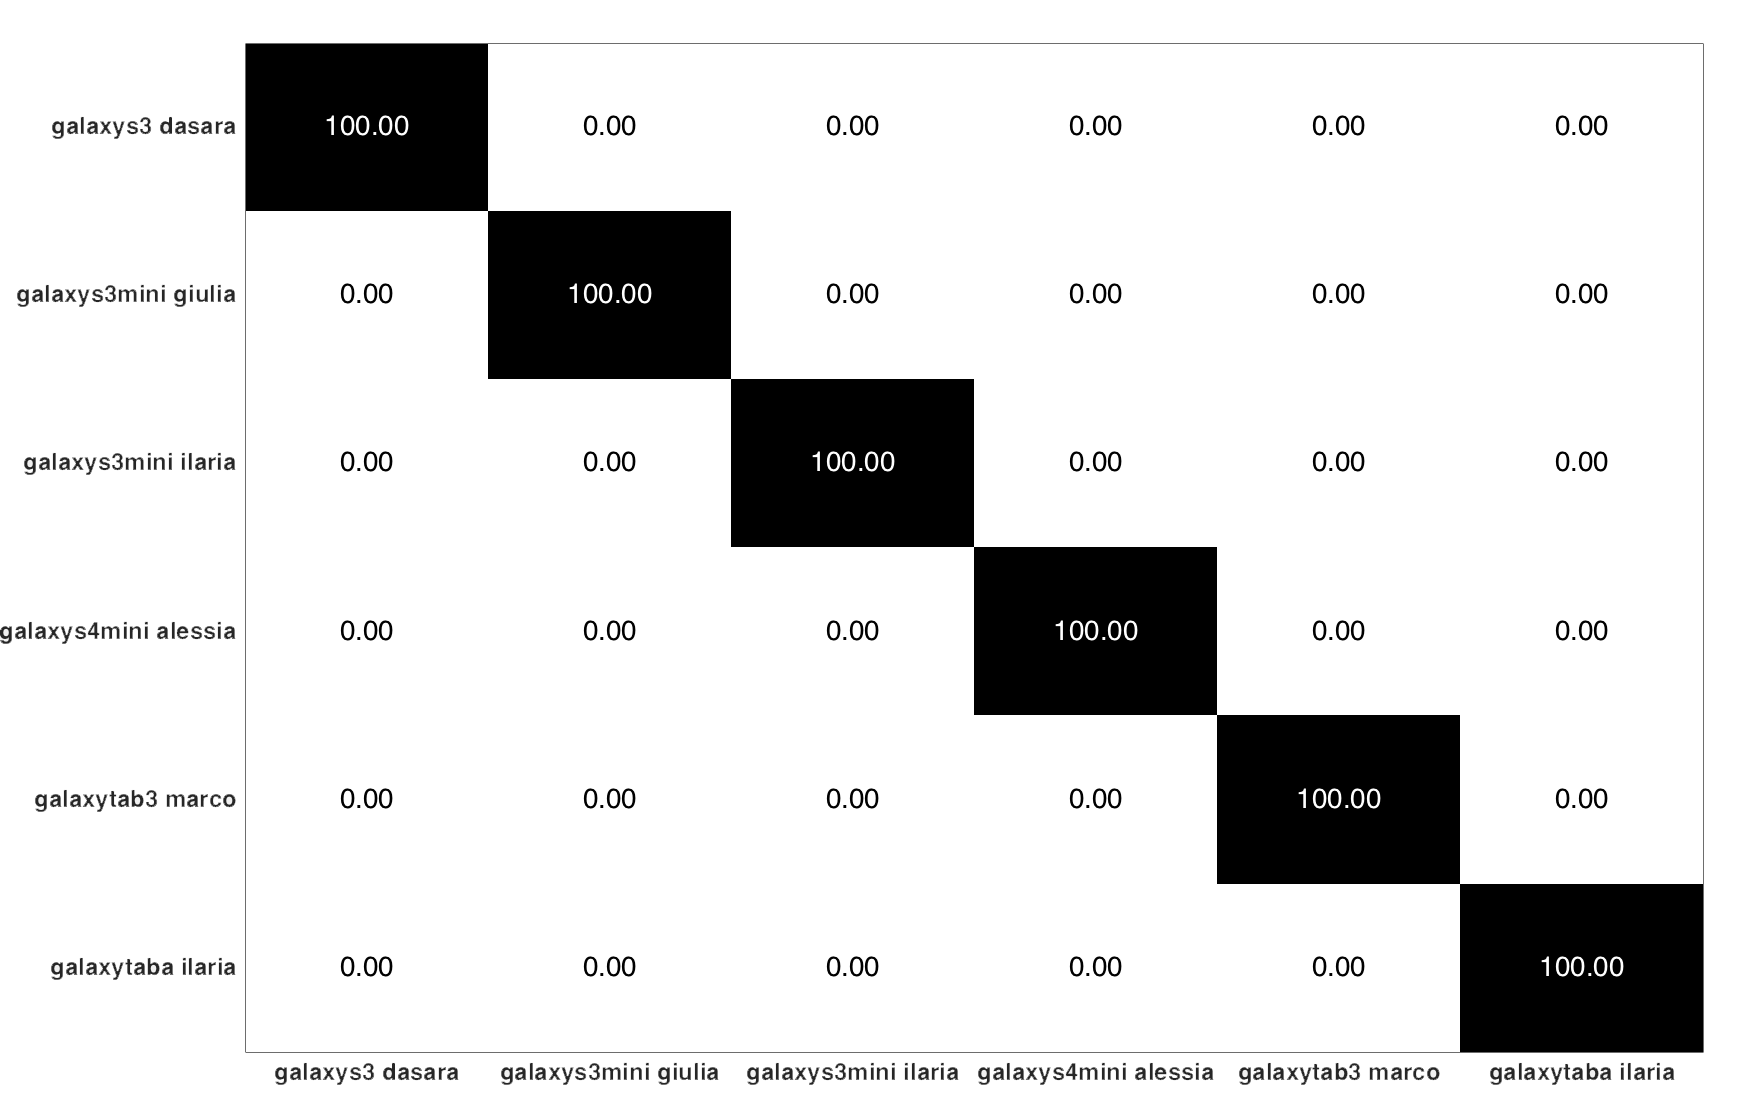 galaxys3 dasara 100.00 0.00 0.00 0.00 0.00 0.00
galaxys3mini giulia 0.00 100.00 0.00 0.00 0.00 0.00
galaxys3mini ilaria 0.00 0.00 100.00 0.00 0.00 0.00
galaxys4mini alessia 0.00 0.00 0.00 100.00 0.00 0.00
galaxytab3 marco 0.00 0.00 0.00 0.00 100.00 0.00
galaxytaba ilaria 0.00 0.00 0.00 0.00 0.00 100.00
galaxys3 dasara galaxys3mini giulia galaxys3mini ilaria galaxys4mini alessia galaxytab3 marco galaxytaba ilaria